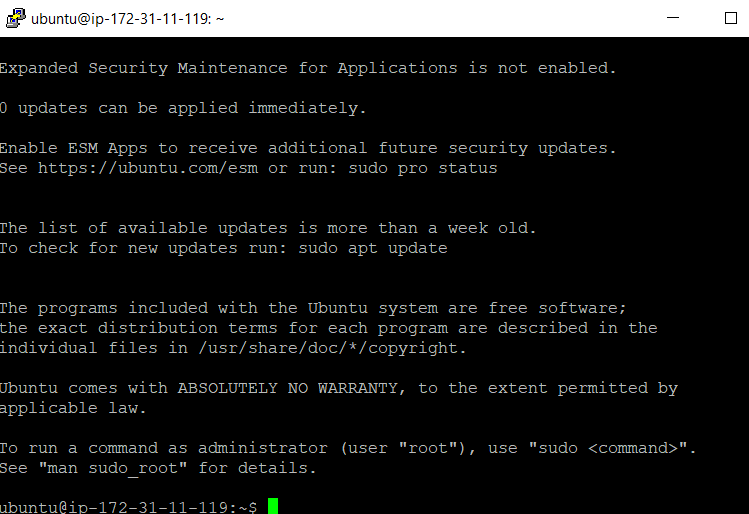 ubuntu@ip-172-31-11-119: ~
Expanded Security Maintenance for Applications is not enabled.
0 updates can be applied immediately.
Enable ESM Apps to receive additional future security updates.
See https://ubuntu.com/esm or run: sudo pro status
The list of available updates is more than a week old.
To check for new updates run: sudo apt update
The programs included with the Ubuntu system are free software;
the exact distribution terms for each program are described in the
individual files in /usr/share/doc/*/copyright.
Ubuntu comes with ABSOLUTELY NO WARRANTY, to the extent permitted by
applicable law.
To run a command as administrator (user "root"), use "sudo <command>".
See "man sudo_root" for details.
ubuntu@ip-172-31-11-119:~$